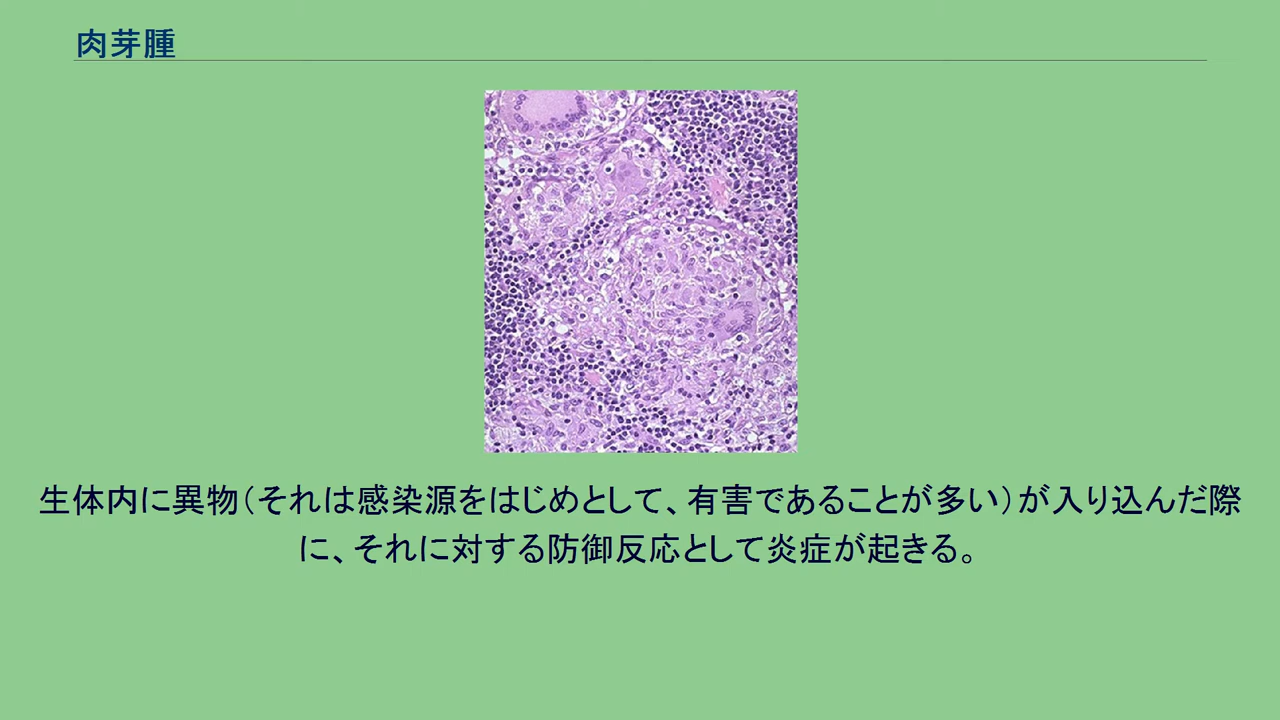 肉芽腫
生体内に異物（それは感染源をはじめとして、有害であることが多い）が入り込んだ際
に、それに対する防御反応として炎症が起きる。